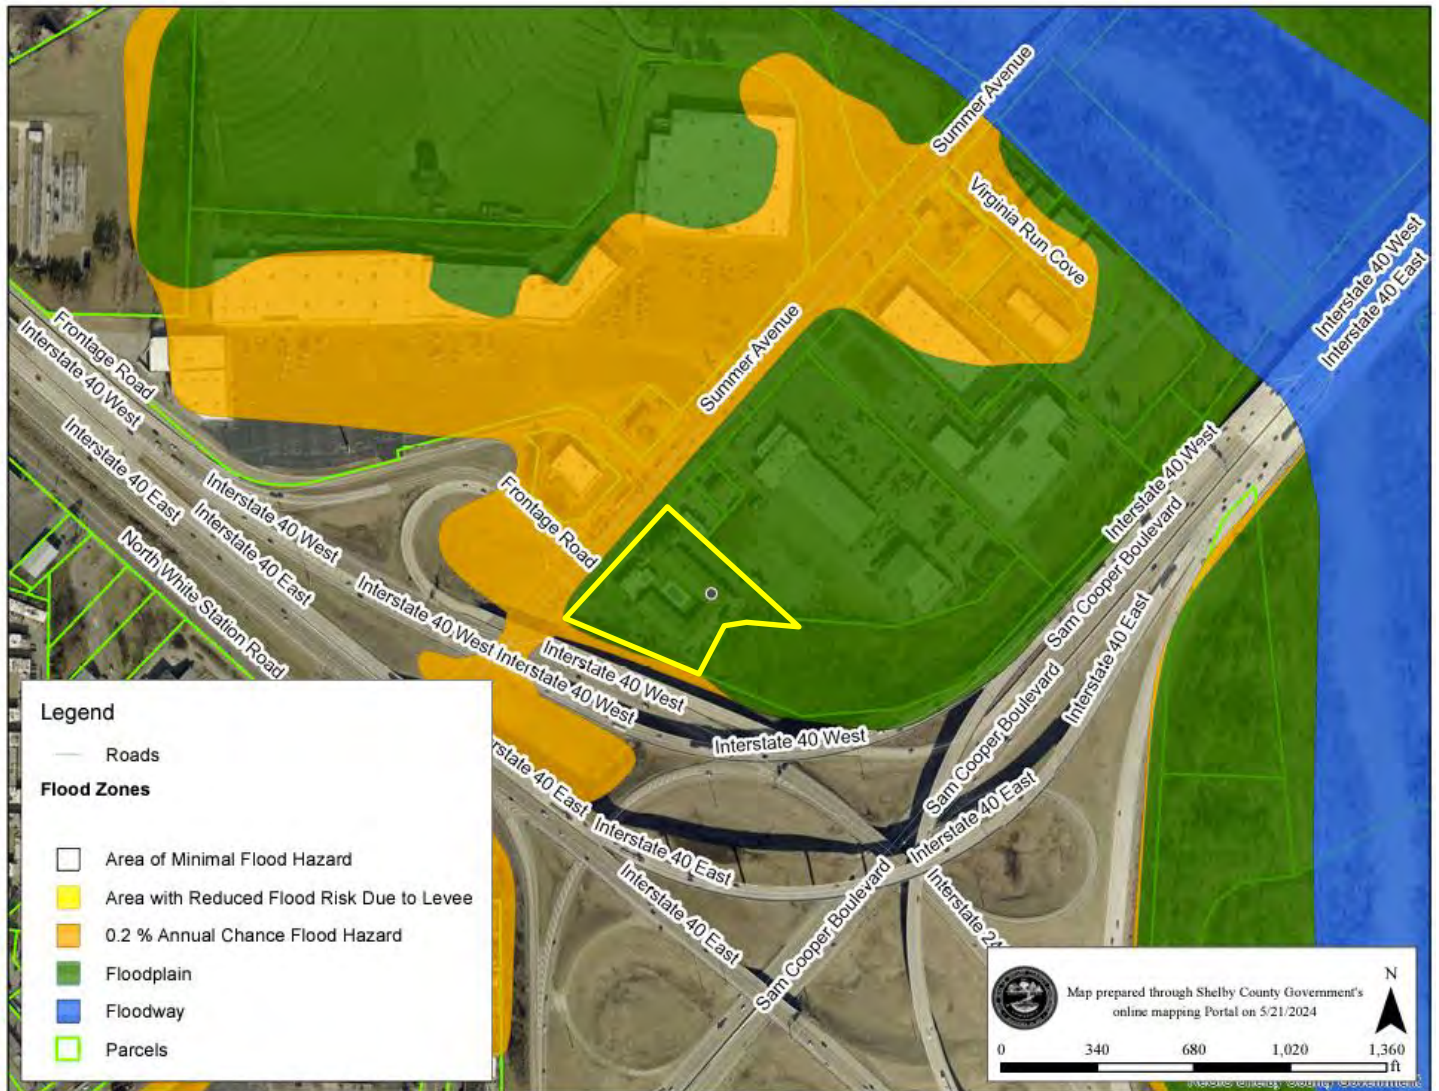 Summer Avenue
Virginia Run Cove
Interstate 40 West
Interstate 40 East
Frontage Road
Interstate 40 West
Summer Avenue
Interstate 40 East
Interstate 40 West
Interstate 40 East
North White Station Road
Frontage Road
Interstate 40 West
Sam Cooper Boulevard
Interstate 40 East
Interstate 40 West
Interstate 40 West
Interstate 40 West
Interstate 40 West
Sam Cooper Boulevard
erstate 40 East
Interstate 40 East
Interstate 40 East
Interstate 40 East
Sam Cooper Boulevard
Interstate 24
Legend
Roads
Flood Zones
Area of Minimal Flood Hazard
Area with Reduced Flood Risk Due to Levee
0.2 % Annual Chance Flood Hazard
Floodplain
Floodway
Parcels
Map prepared through Shelby County Government's
online mapping Portal on 5/21/2024
N
0 340 680 1,020 1,360
ft